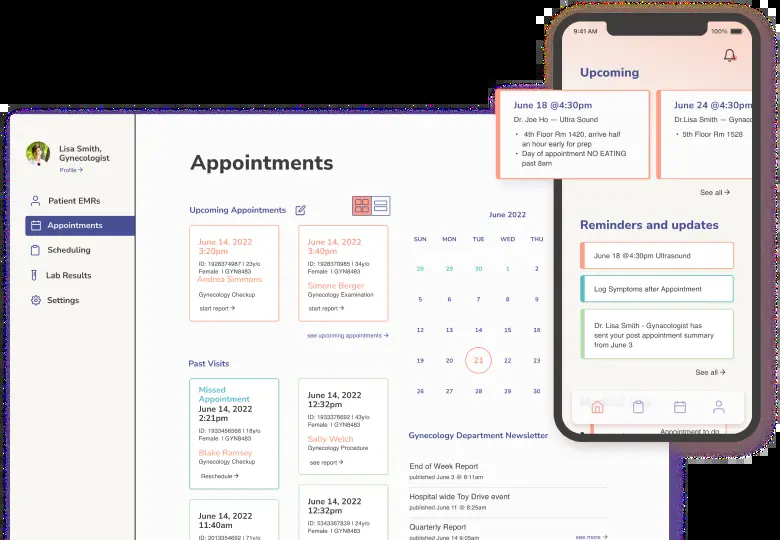 Lisa Smith,
Gynecologist
Profile →
Patient EMRs
Appointments
Scheduling
Lab Results
Settings
Appointments
Upcoming Appointments
June 14, 2022
3:20pm
ID: 1928374987 | 23y/o
Female | GYN8483
Andrea Simmons
Gynecology Checkup
start report →
June 14, 2022
3:40pm
ID: 1928370985 | 34y/o
Female | GYN8483
Simone Berger
Gynecology Examination
start report →
see upcoming appointments →
Past Visits
Missed
Appointment
June 14, 2022
2:21pm
ID: 1933456568 | 18y/o
Female | GYN8483
Blake Ramsey
Gynecology Checkup
Reschedule →
June 14, 2022
12:32pm
ID: 1933376692 | 43y/o
Female | GYN8483
Sally Welch
Gynecology Procedure
see report →
June 14, 2022
11:40am
ID: 2013354692 | 71y/o
June 14, 2022
12:32pm
ID: 5343367839 | 24y/o
Female | GYN8483
June 2022
SUN MON TUE WED THU
28 29 30 1 2
5 6 7 8 9
12 13 14 15 16
19 20 21 22 23
26 27 28 29 30
Gynecology Department Newsletter
End of Week Report
published June 3 @ 8:11am
Hospital wide Toy Drive event
published June 11 @ 8:25am
Quarterly Report
published June 14 9:05am
see more →
9:41 AM 100%
Upcoming
June 18 @4:30pm
Dr. Joe Ho — Ultra Sound
• 4th Floor Rm 1420, arrive half
an hour early for prep
• Day of appointment NO EATING
past 8am
June 24 @4:30pm
Dr.Lisa Smith — Gynaco
• 5th Floor Rm 1528
See all →
Reminders and updates
June 18 @4:30pm Ultrasound
Log Symptoms after Appointment
Dr. Lisa Smith - Gynacologist has
sent your post appointment summary
from June 3
See all →
Appointment to do